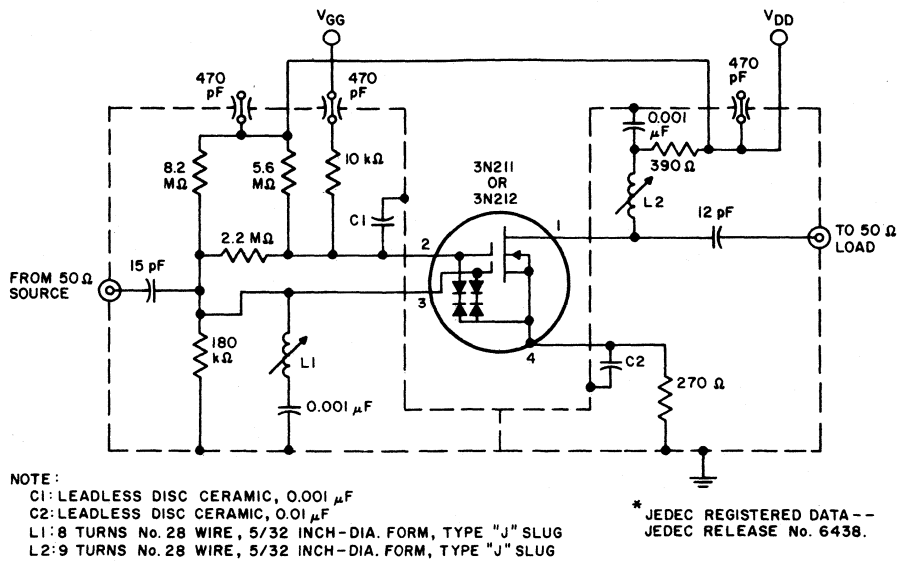 VGG
VDD
470 pF
470 pF
470 pF
0.001 µF
8.2 MΩ
5.6 MΩ
10 kΩ
390 Ω
3N211 OR 3N212
C1
L2
1
12 pF
2.2 MΩ
2
TO 50 Ω LOAD
15 pF
FROM 50 Ω SOURCE
3
180 kΩ
L1
4
C2
270 Ω
0.001 µF
NOTE:
C1: LEADLESS DISC CERAMIC, 0.001 µF
C2: LEADLESS DISC CERAMIC, 0.01 µF
L1: 8 TURNS No. 28 WIRE, 5/32 INCH-DIA. FORM, TYPE "J" SLUG
L2: 9 TURNS No. 28 WIRE, 5/32 INCH-DIA. FORM, TYPE "J" SLUG
* JEDEC REGISTERED DATA--
JEDEC RELEASE No. 6438.